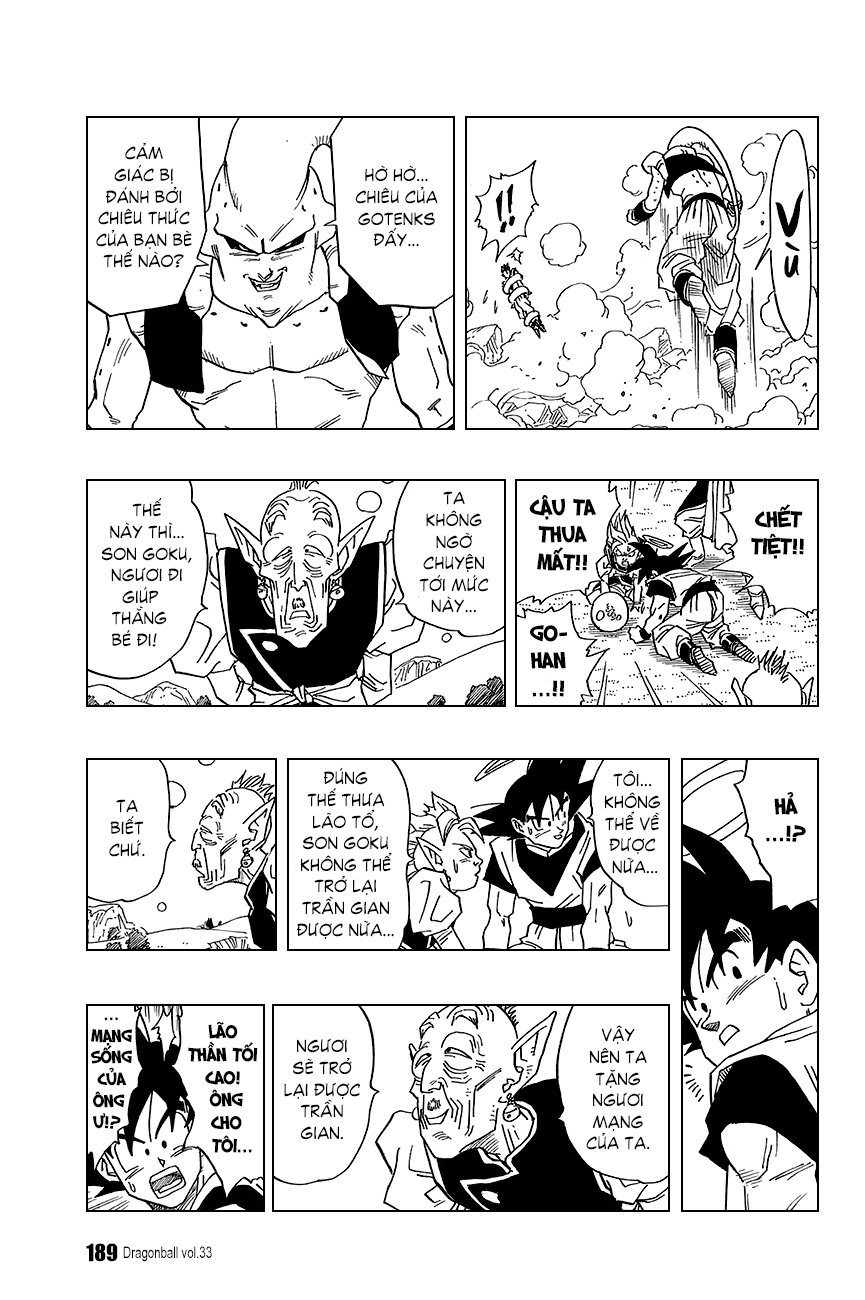 VÙ
!!
HỜ HỜ...
CHIÊU CỦA
GOTENKS
ĐẤY...
CẢM
GIÁC BỊ
ĐÁNH BỞI
CHIÊU THỨC
CỦA BẠN BÈ
THẾ NÀO?
CHẾT
TIỆT!!
CẬU TA
THUA
MẤT!!
GO-
HAN
...!!
TA
KHÔNG
NGỜ
CHUYỆN
TỚI MỨC
NÀY...
THẾ
NÀY THÌ...
SON GOKU,
NGƯƠI ĐI
GIÚP
THẰNG
BÉ ĐI!
HẢ
...!?
TÔI...
KHÔNG
THỂ VỀ
ĐƯỢC
NỮA...
ĐÚNG
THẾ THƯA
LÃO TỔ,
SON GOKU
KHÔNG THỂ
TRỞ LẠI
TRẦN GIAN
ĐƯỢC NỮA...
TA
BIẾT
CHỨ.
VẬY
NÊN TA
TẶNG
NGƯƠI
MẠNG
CỦA TA.
NGƯƠI
SẼ TRỞ
LẠI ĐƯỢC
TRẦN
GIAN.
LÃO
THẦN TỐI
CAO!
ÔNG
CHO
TÔI...
...
MẠNG
SỐNG
CỦA
ÔNG
Ư!?
189 Dragonball vol.33